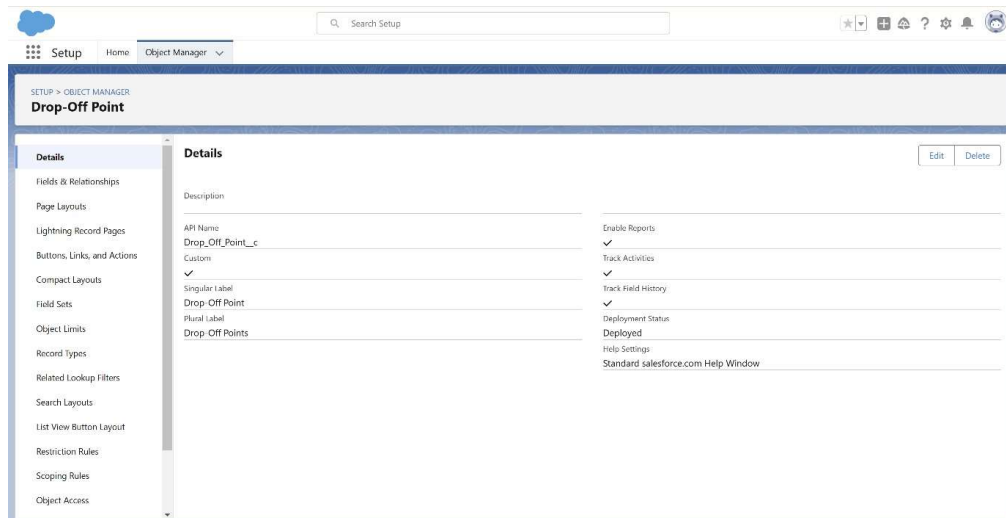 Search Setup
Setup
Home
Object Manager
SETUP > OBJECT MANAGER
Drop-Off Point
Details
Fields & Relationships
Page Layouts
Lightning Record Pages
Buttons, Links, and Actions
Compact Layouts
Field Sets
Object Limits
Record Types
Related Lookup Filters
Search Layouts
List View Button Layout
Restriction Rules
Scoping Rules
Object Access
Details
Edit
Delete
Description
API Name
Drop_Off_Point__c
Custom
Singular Label
Drop-Off Point
Plural Label
Drop-Off Points
Enable Reports
Track Activities
Track Field History
Deployment Status
Deployed
Help Settings
Standard salesforce.com Help Window